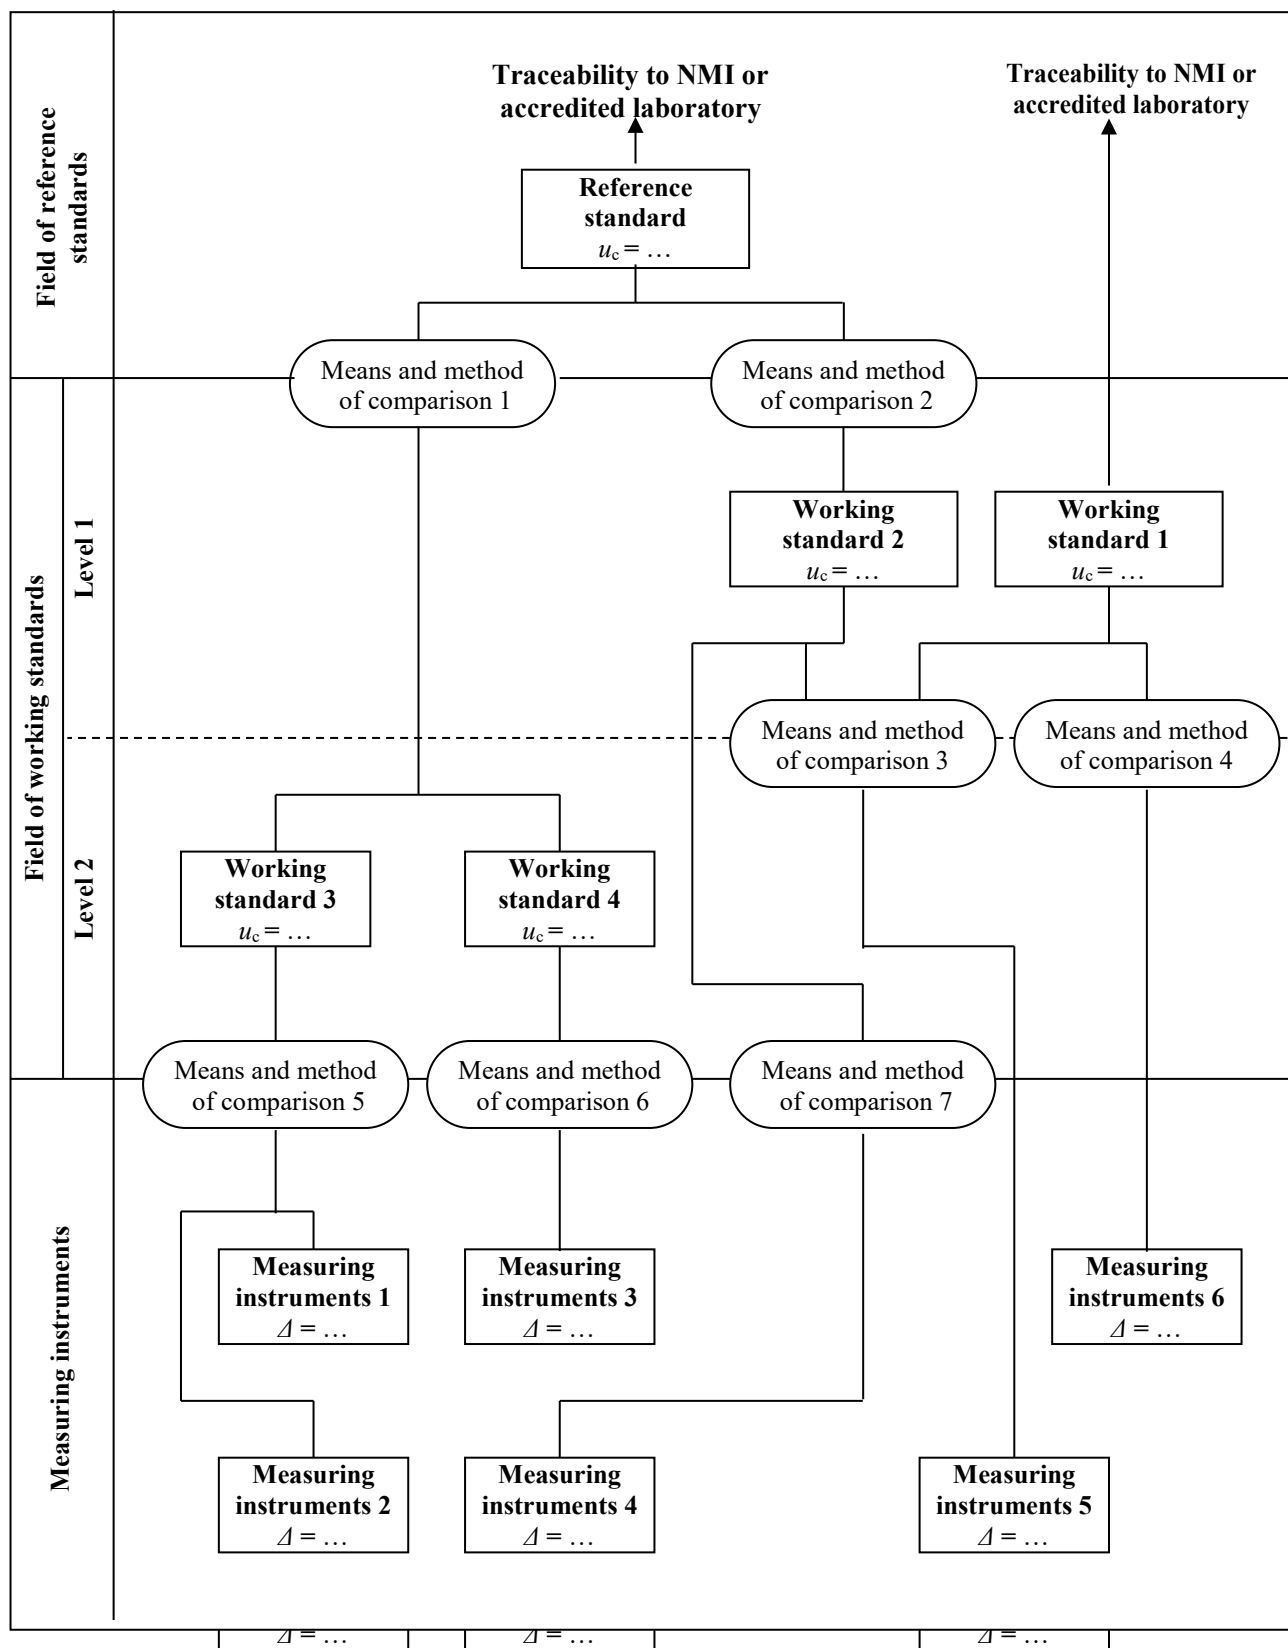 Traceability to NMI or
accredited laboratory
Traceability to NMI or
accredited laboratory
Field of reference
standards
Reference
standard
u_c = …
Means and method
of comparison 1
Means and method
of comparison 2
Field of working standards
Level 1
Working
standard 2
u_c = …
Working
standard 1
u_c = …
Means and method
of comparison 3
Means and method
of comparison 4
Level 2
Working
standard 3
u_c = …
Working
standard 4
u_c = …
Means and method
of comparison 5
Means and method
of comparison 6
Means and method
of comparison 7
Measuring instruments
Measuring
instruments 1
Δ = …
Measuring
instruments 3
Δ = …
Measuring
instruments 6
Δ = …
Measuring
instruments 2
Δ = …
Measuring
instruments 4
Δ = …
Measuring
instruments 5
Δ = …
Δ = …
Δ = …
Δ = …